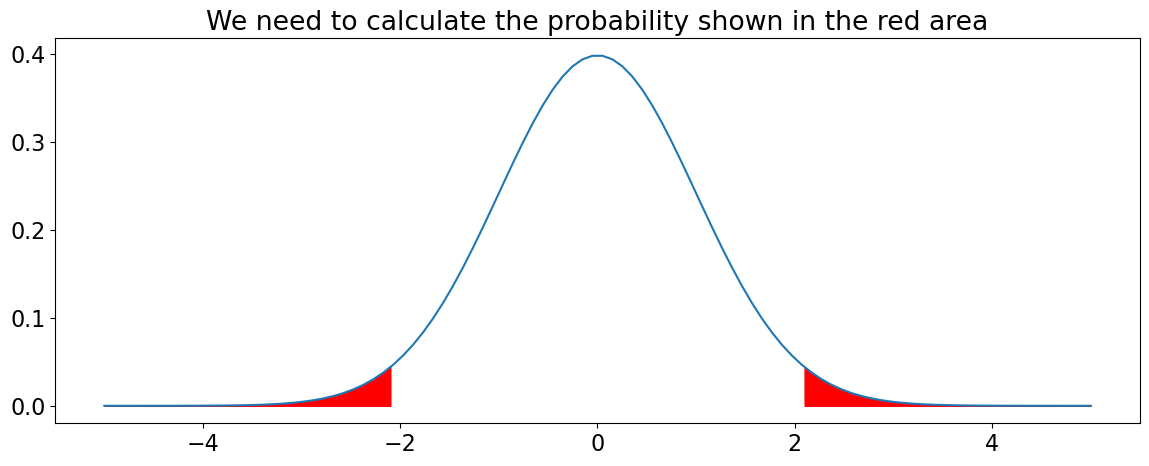 We need to calculate the probability shown in the red area
0.4
0.3
0.2
0.1
0.0
−4 −2 0 2 4